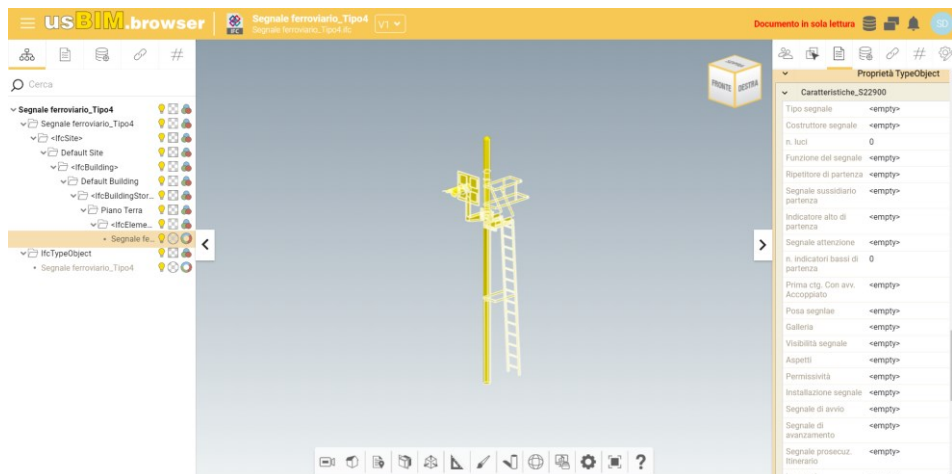 usBIM.browser
IFC
Segnale ferroviario_Tipo4
Segnale ferroviario_Tipo4.ifc
V1
Documento in sola lettura
SD
Cerca
Segnale ferroviario_Tipo4
Segnale ferroviario_Tipo4
<IfcSite>
Default Site
<IfcBuilding>
Default Building
<IfcBuildingStor...
Piano Terra
<IfcEleme...
Segnale fe...
IfcTypeObject
Segnale ferroviario_Tipo4
FRONTE
DESTRA
Proprietà TypeObject
Caratteristiche_S22900
Tipo segnale <empty>
Costruttore segnale <empty>
n. luci 0
Funzione del segnale <empty>
Ripetitore di partenza <empty>
Segnale sussidiario <empty>
partenza
Indicatore alto di <empty>
partenza
Segnale attenzione <empty>
n. indicatori bassi di 0
partenza
Prima ctg. Con avv. <empty>
Accoppiato
Posa segnlae <empty>
Galleria <empty>
Visibilità segnale <empty>
Aspetti <empty>
Permissività <empty>
Installazione segnale <empty>
Segnale di avvio <empty>
Segnale di <empty>
avanzamento
Segnale prosecuz. <empty>
Itinerario